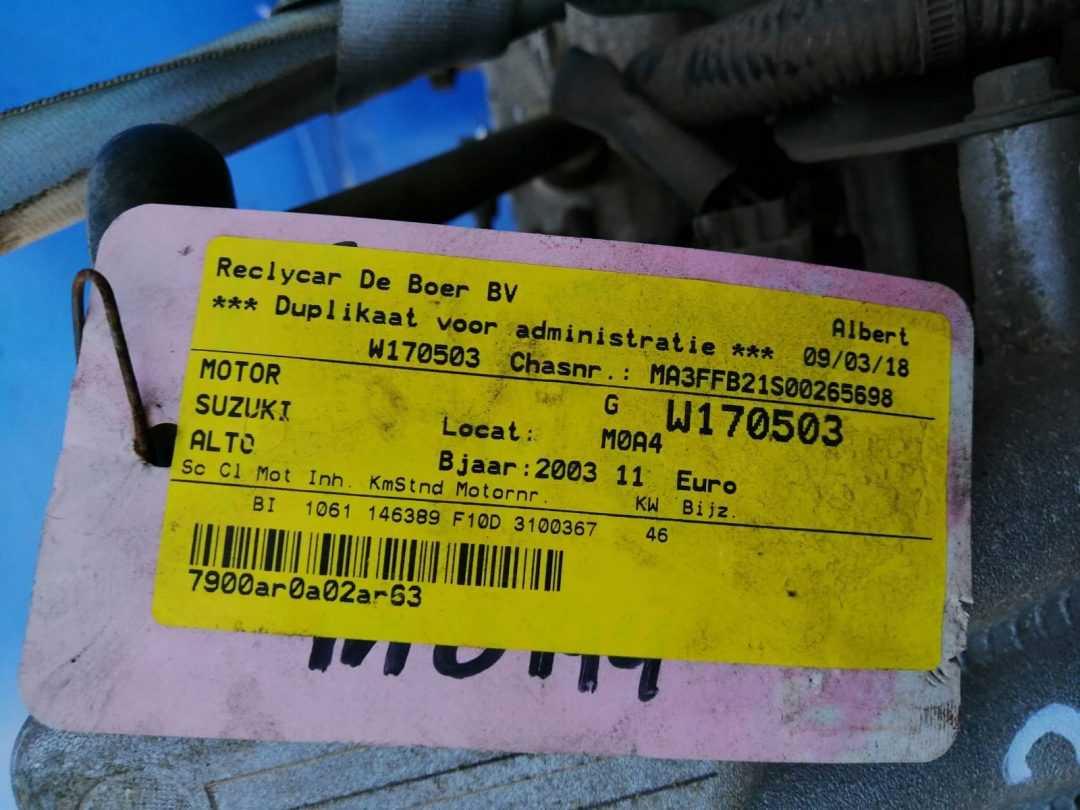 Reclycar De Boer BV
Albert
*** Duplikaat voor administratie *** 09/03/18
W170503 Chasnr.: MA3FFB21S00265698
MOTOR G W170503
SUZUKI Locat: M0A4
ALTO Bjaar:2003 11 Euro
Sc Cl Mot Inh. KmStnd Motornr. KW Bijz.
BI 1061 146389 F10D 3100367 46
7900ar0a02ar63